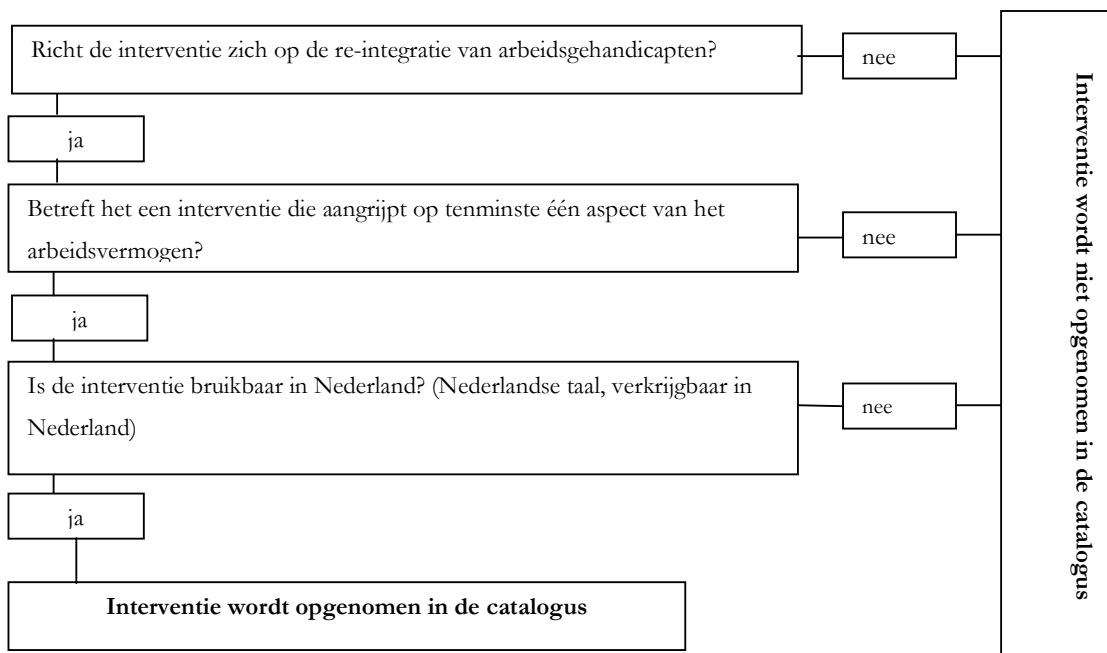 Richt de interventie zich op de re-integratie van arbeidsgehandicapten?
nee
ja
Betreft het een interventie die aangrijpt op tenminste één aspect van het
arbeidsvermogen?
nee
ja
Is de interventie bruikbaar in Nederland? (Nederlandse taal, verkrijgbaar in
Nederland)
nee
ja
Interventie wordt opgenomen in de catalogus
Interventie wordt niet opgenomen in de catalogus